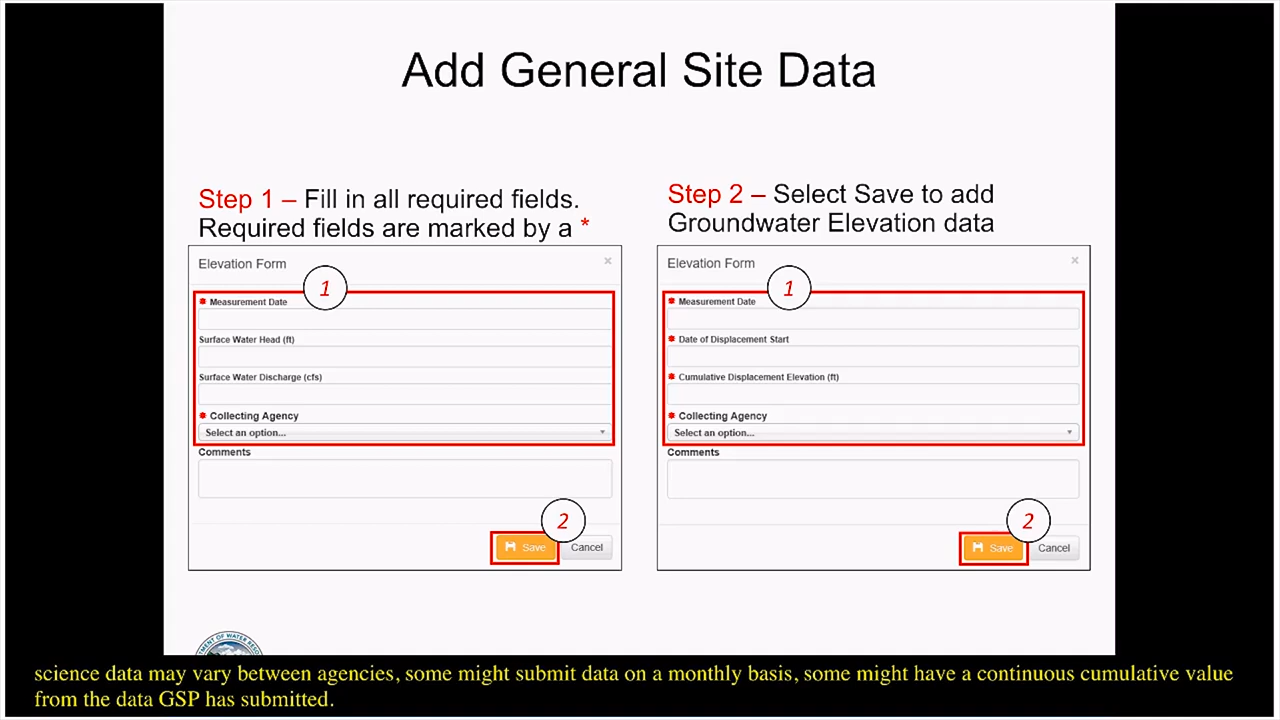 Add General Site Data
Step 1 – Fill in all required fields.
Required fields are marked by a *
Elevation Form
×
1
* Measurement Date
Surface Water Head (ft)
Surface Water Discharge (cfs)
* Collecting Agency
Select an option...
Comments
2
Save
Cancel
Step 2 – Select Save to add
Groundwater Elevation data
Elevation Form
×
1
* Measurement Date
* Date of Displacement Start
* Cumulative Displacement Elevation (ft)
* Collecting Agency
Select an option...
Comments
2
Save
Cancel
OF WATER
science data may vary between agencies, some might submit data on a monthly basis, some might have a continuous cumulative value
from the data GSP has submitted.